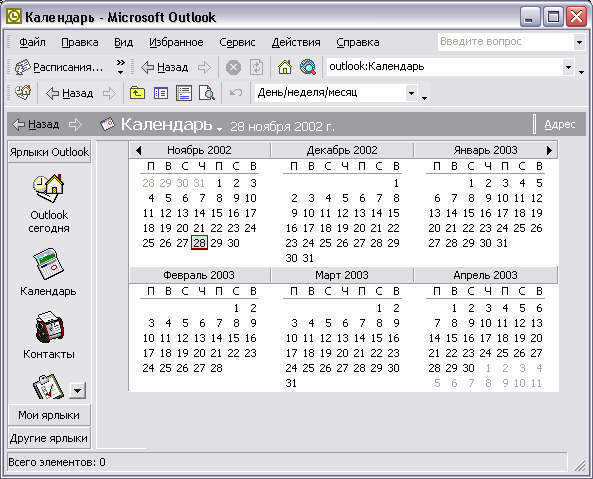 Календарь - Microsoft Outlook
Файл Правка Вид Избранное Сервис Действия Справка Введите вопрос
Расписания... Назад outlook:Календарь
Назад День/неделя/месяц
Назад Календарь 28 ноября 2002 г. Адрес
Ярлыки Outlook
Outlook сегодня
Календарь
Контакты
Мои ярлыки
Другие ярлыки
Ноябрь 2002
П В С Ч П С В
28 29 30 31 1 2 3
4 5 6 7 8 9 10
11 12 13 14 15 16 17
18 19 20 21 22 23 24
25 26 27 28 29 30
Декабрь 2002
П В С Ч П С В
1
2 3 4 5 6 7 8
9 10 11 12 13 14 15
16 17 18 19 20 21 22
23 24 25 26 27 28 29
30 31
Январь 2003
П В С Ч П С В
1 2 3 4 5
6 7 8 9 10 11 12
13 14 15 16 17 18 19
20 21 22 23 24 25 26
27 28 29 30 31
Февраль 2003
П В С Ч П С В
1 2
3 4 5 6 7 8 9
10 11 12 13 14 15 16
17 18 19 20 21 22 23
24 25 26 27 28
Март 2003
П В С Ч П С В
1 2
3 4 5 6 7 8 9
10 11 12 13 14 15 16
17 18 19 20 21 22 23
24 25 26 27 28 29 30
31
Апрель 2003
П В С Ч П С В
1 2 3 4 5 6
7 8 9 10 11 12 13
14 15 16 17 18 19 20
21 22 23 24 25 26 27
28 29 30 1 2 3 4
5 6 7 8 9 10 11
Всего элементов: 0